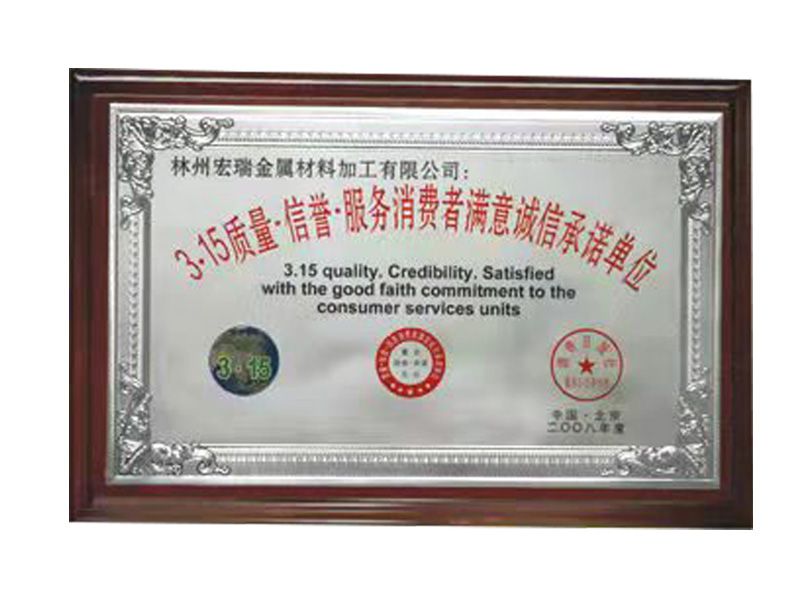 林州宏瑞金属材料加工有限公司：
3·15质量·信誉·服务消费者满意诚信承诺单位
3.15 quality. Credibility. Satisfied
with the good faith commitment to the
consumer services units
3·15
中国·北京
二〇〇八年度